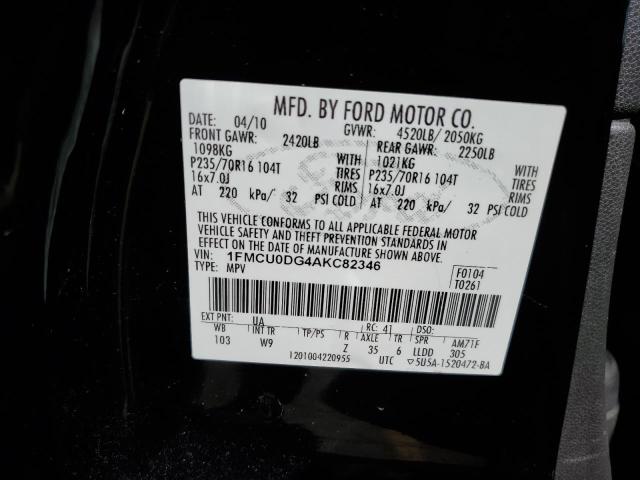 MFD. BY FORD MOTOR CO.
DATE: 04/10 GVWR: 4520LB/ 2050KG
FRONT GAWR: 2420LB REAR GAWR: 2250LB
1098KG WITH 1021KG WITH
P235/70R16 104T TIRES P235/70R16 104T TIRES
16x7.0J RIMS 16x7.0J RIMS
AT 220 kPa/ 32 PSI COLD AT 220 kPa/ 32 PSI COLD
THIS VEHICLE CONFORMS TO ALL APPLICABLE FEDERAL MOTOR
VEHICLE SAFETY AND THEFT PREVENTION STANDARDS IN
EFFECT ON THE DATE OF MANUFACTURE SHOWN ABOVE.
VIN: 1FMCU0DG4AKC82346 F0104
TYPE: MPV T0261
EXT PNT: UA RC: 41 DSO:
WB INT TR TP/PS R AXLE TR SPR AM71F
103 W9 Z 35 6 LLDD 305
1201004220955 UTC ▽5U5A-1520472-BA